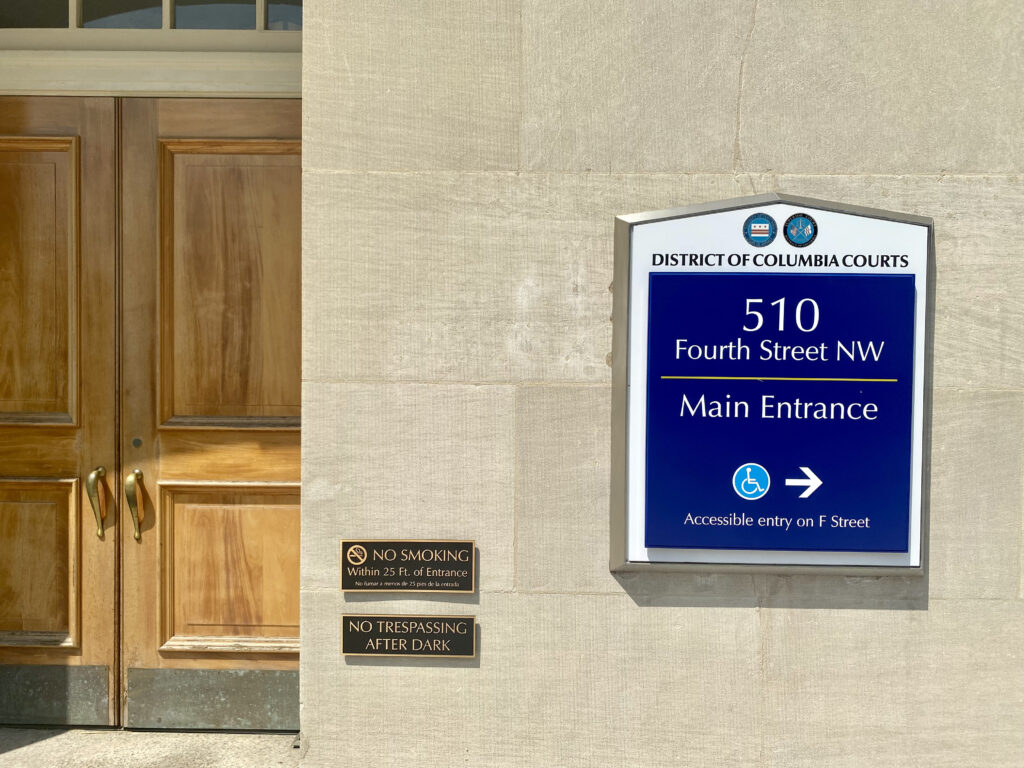 DISTRICT OF COLUMBIA COURTS
510
Fourth Street NW
Main Entrance
Accessible entry on F Street
NO SMOKING
Within 25 Ft. of Entrance
No fumar a menos de 25 pies de la entrada
NO TRESPASSING
AFTER DARK